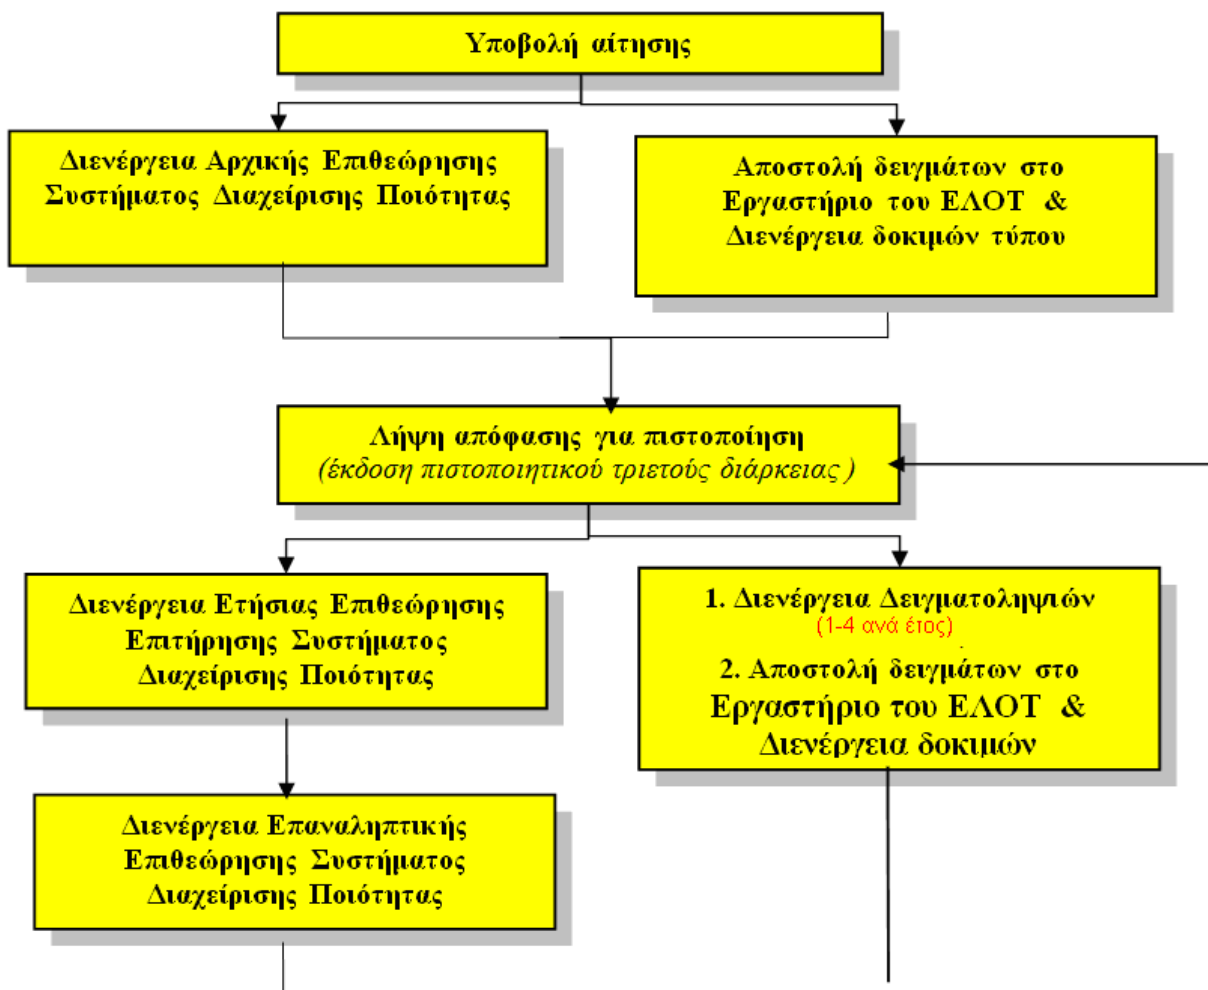 Υποβολή αίτησης
Διενέργεια Αρχικής Επιθεώρησης
Συστήματος Διαχείρισης Ποιότητας
Αποστολή δειγμάτων στο
Εργαστήριο του ΕΛΟΤ &
Διενέργεια δοκιμών τύπου
Λήψη απόφασης για πιστοποίηση
(έκδοση πιστοποιητικού τριετούς διάρκειας )
Διενέργεια Ετήσιας Επιθεώρησης
Επιτήρησης Συστήματος
Διαχείρισης Ποιότητας
1. Διενέργεια Δειγματοληψιών
(1-4 ανά έτος)
2. Αποστολή δειγμάτων στο
Εργαστήριο του ΕΛΟΤ &
Διενέργεια δοκιμών
Διενέργεια Επαναληπτικής
Επιθεώρησης Συστήματος
Διαχείρισης Ποιότητας